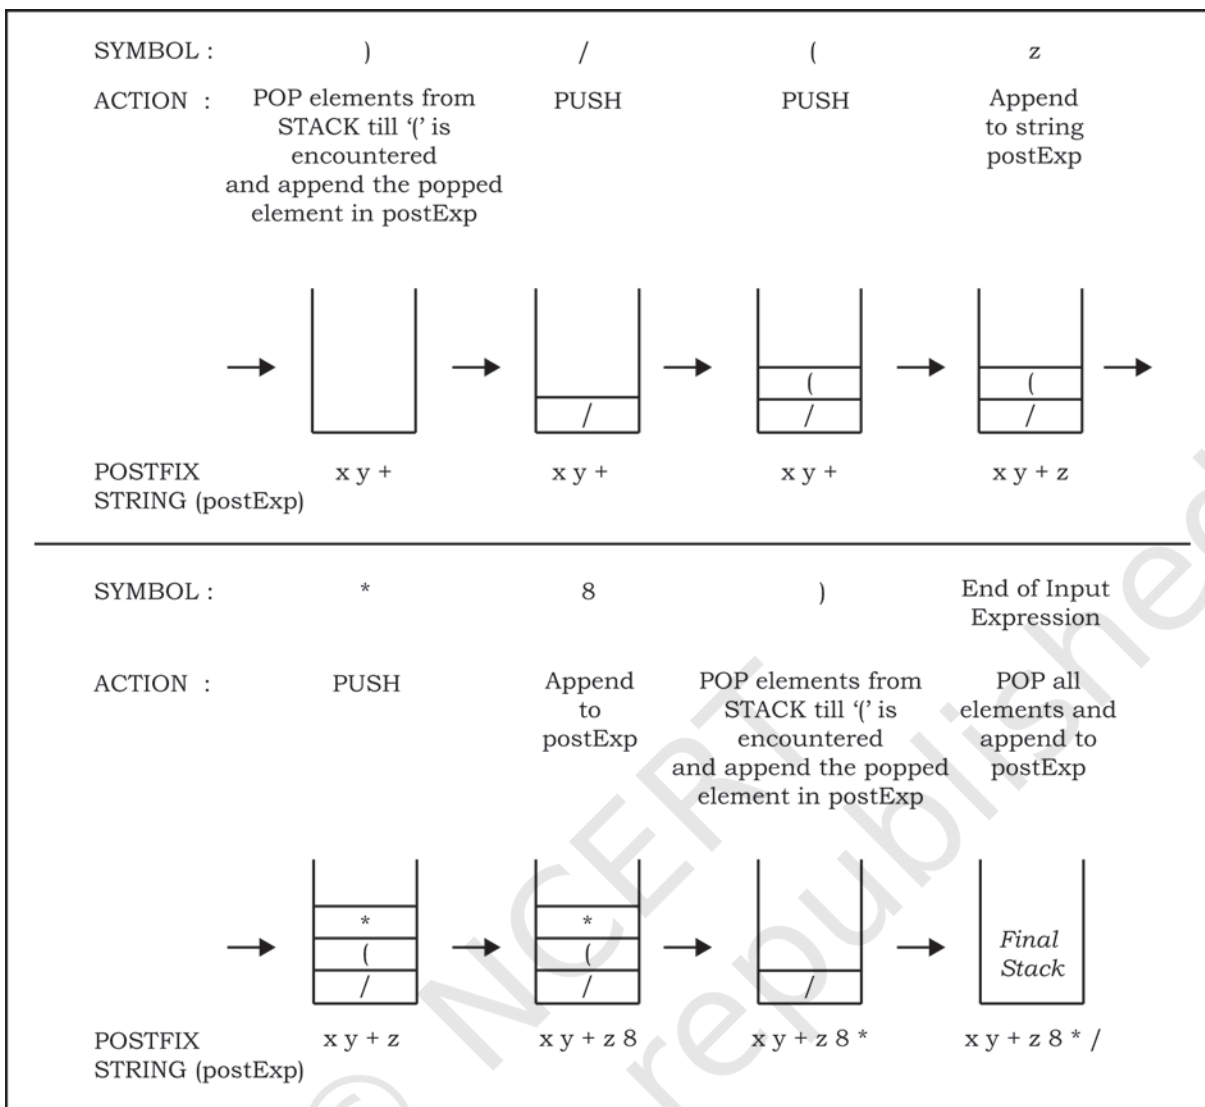 SYMBOL : ) / ( z
ACTION : POP elements from STACK till ‘(’ is encountered and append the popped element in postExp PUSH PUSH Append to string postExp
( (
/ / /
POSTFIX STRING (postExp) x y + x y + x y + x y + z
SYMBOL : * 8 ) End of Input Expression
ACTION : PUSH Append to postExp POP elements from STACK till ‘(’ is encountered and append the popped element in postExp POP all elements and append to postExp
* *
( ( Final
/ / / Stack
POSTFIX STRING (postExp) x y + z x y + z 8 x y + z 8 * x y + z 8 * /
© NCERT
republished